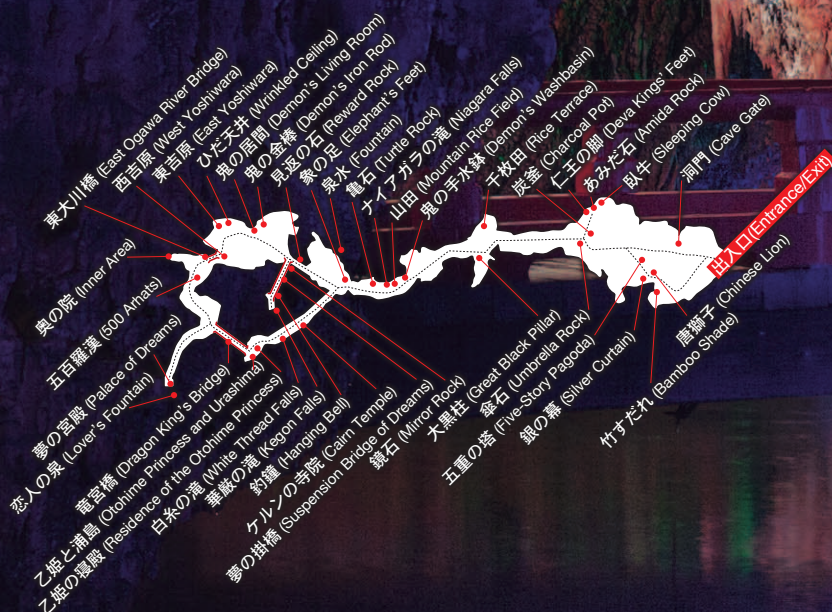 東大川橋 (East Ogawa River Bridge)
西吉原 (West Yoshiwara)
東吉原 (East Yoshiwara)
ひだ天井 (Wrinkled Ceiling)
鬼の居間 (Demon's Living Room)
鬼の金棒 (Demon's Iron Rod)
見返の石 (Reward Rock)
象の足 (Elephant's Feet)
泉水 (Fountain)
亀石 (Turtle Rock)
ナイアガラの滝 (Niagara Falls)
山田 (Mountain Rice Field)
鬼の手水鉢 (Demon's Washbasin)
千枚田 (Rice Terrace)
炭釜 (Charcoal Pot)
仁王の脚 (Deva Kings' Feet)
あみだ石 (Amida Rock)
臥牛 (Sleeping Cow)
洞門 (Cave Gate)
出入口(Entrance/Exit)
奥の院 (Inner Area)
五百羅漢 (500 Arhats)
夢の宮殿 (Palace of Dreams)
恋人の泉 (Lover's Fountain)
竜宮橋 (Dragon King's Bridge)
乙姫と浦島 (Otohime Princess and Urashima)
乙姫の寝殿 (Residence of the Otohime Princess)
白糸の滝 (White Thread Falls)
華厳の滝 (Kegon Falls)
釣鐘 (Hanging Bell)
ケルンの寺院 (Cairn Temple)
夢の掛橋 (Suspension Bridge of Dreams)
鏡石 (Mirror Rock)
大黒柱 (Great Black Pillar)
傘石 (Umbrella Rock)
五重の塔 (Five Story Pagoda)
銀の幕 (Silver Curtain)
竹すだれ (Bamboo Shade)
唐獅子 (Chinese Lion)